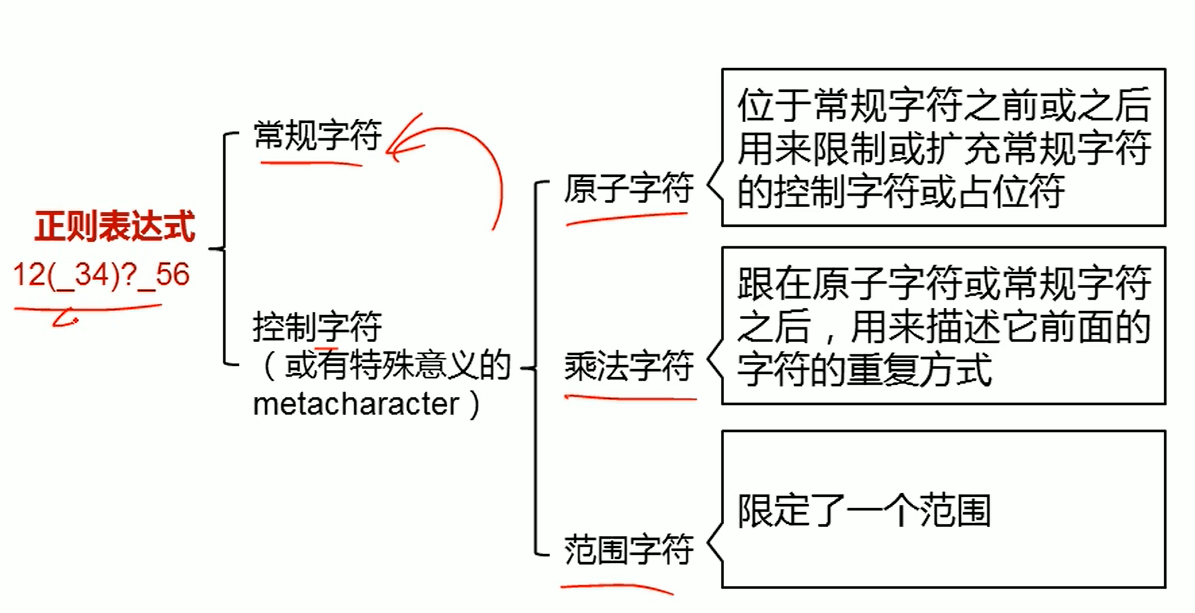 正则表达式
12(_34)?_56
常规字符
控制字符
（或有特殊意义的
metacharacter）
原子字符
位于常规字符之前或之后
用来限制或扩充常规字符
的控制字符或占位符
乘法字符
跟在原子字符或常规字符
之后，用来描述它前面的
字符的重复方式
范围字符
限定了一个范围